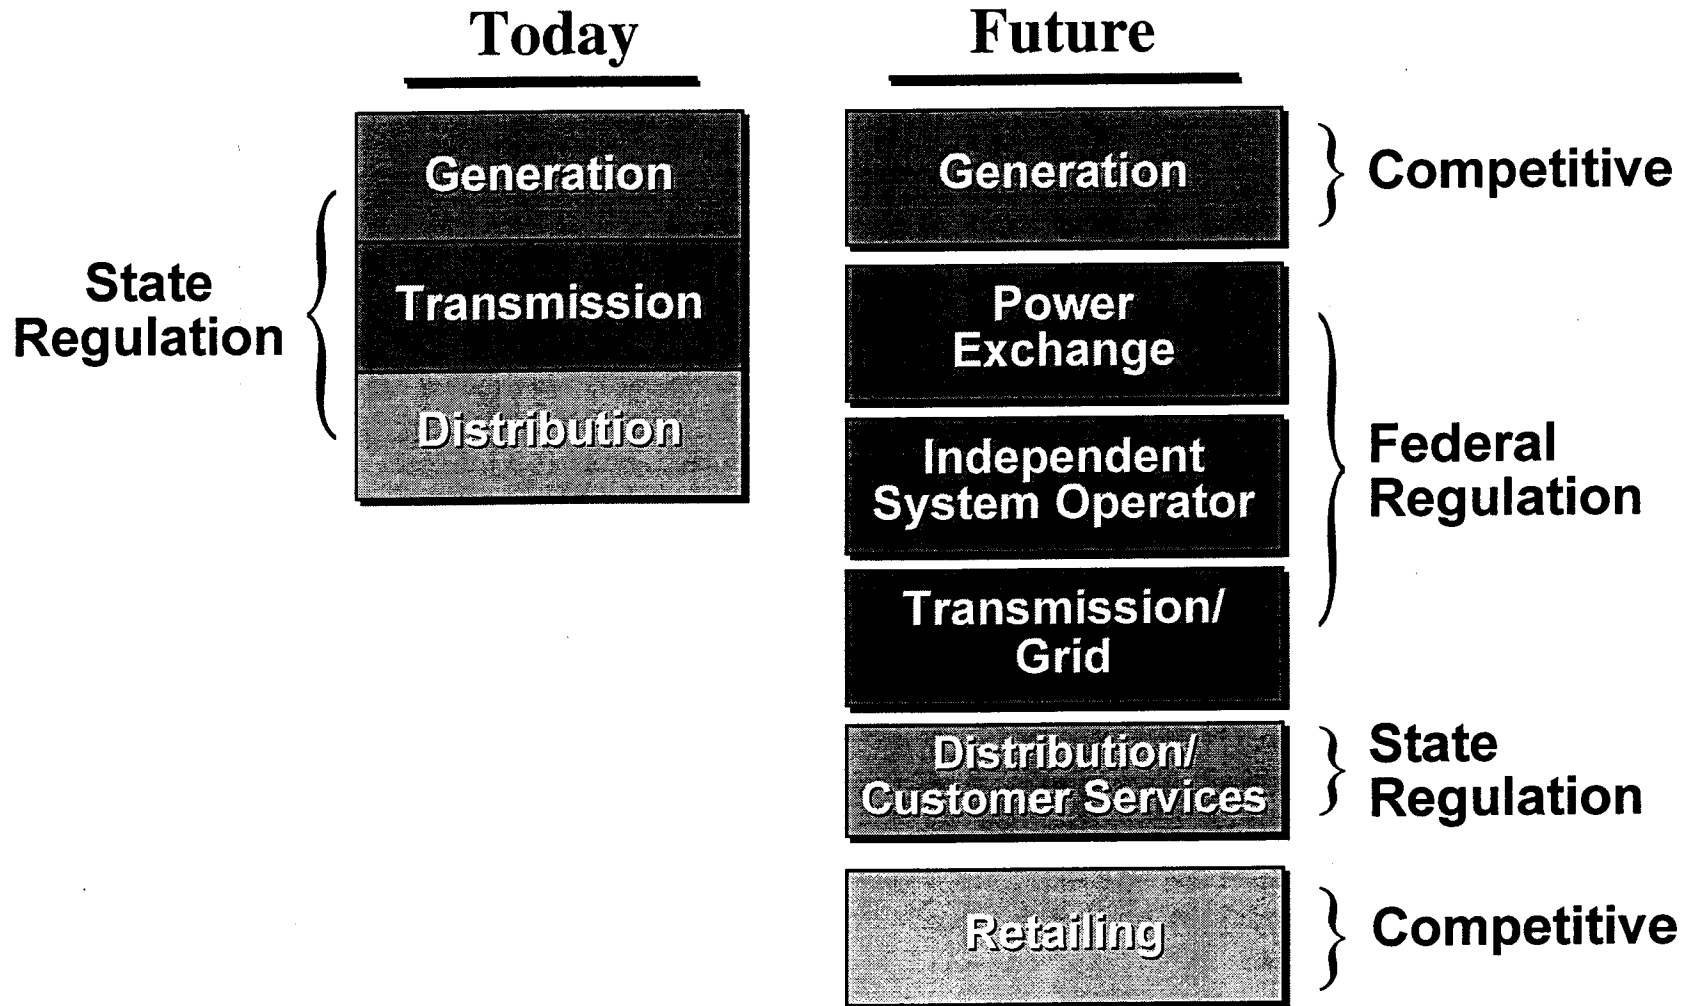 Today
State
Regulation
Generation
Transmission
Distribution
Future
Generation
Competitive
Power
Exchange
Independent
System Operator
Transmission/
Grid
Federal
Regulation
Distribution/
Customer Services
State
Regulation
Retailing
Competitive